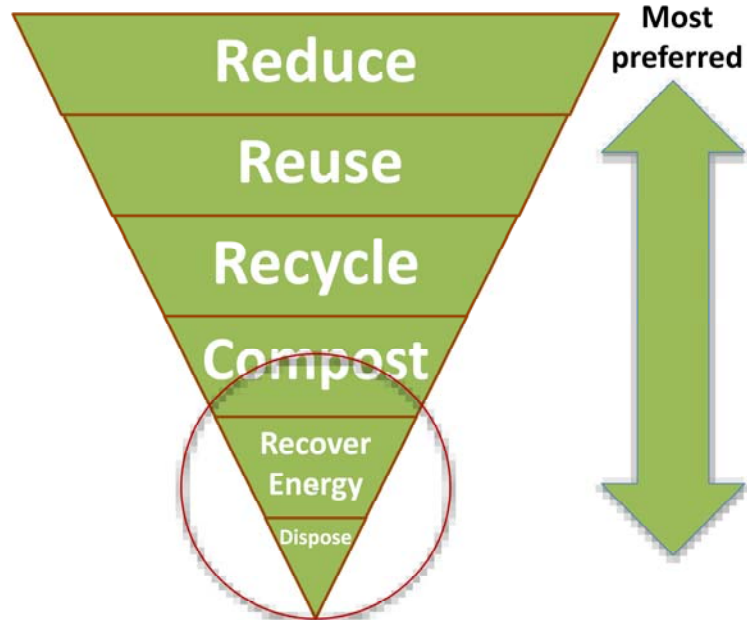 Reduce
Reuse
Recycle
Compost
Recover
Energy
Dispose
Most
preferred